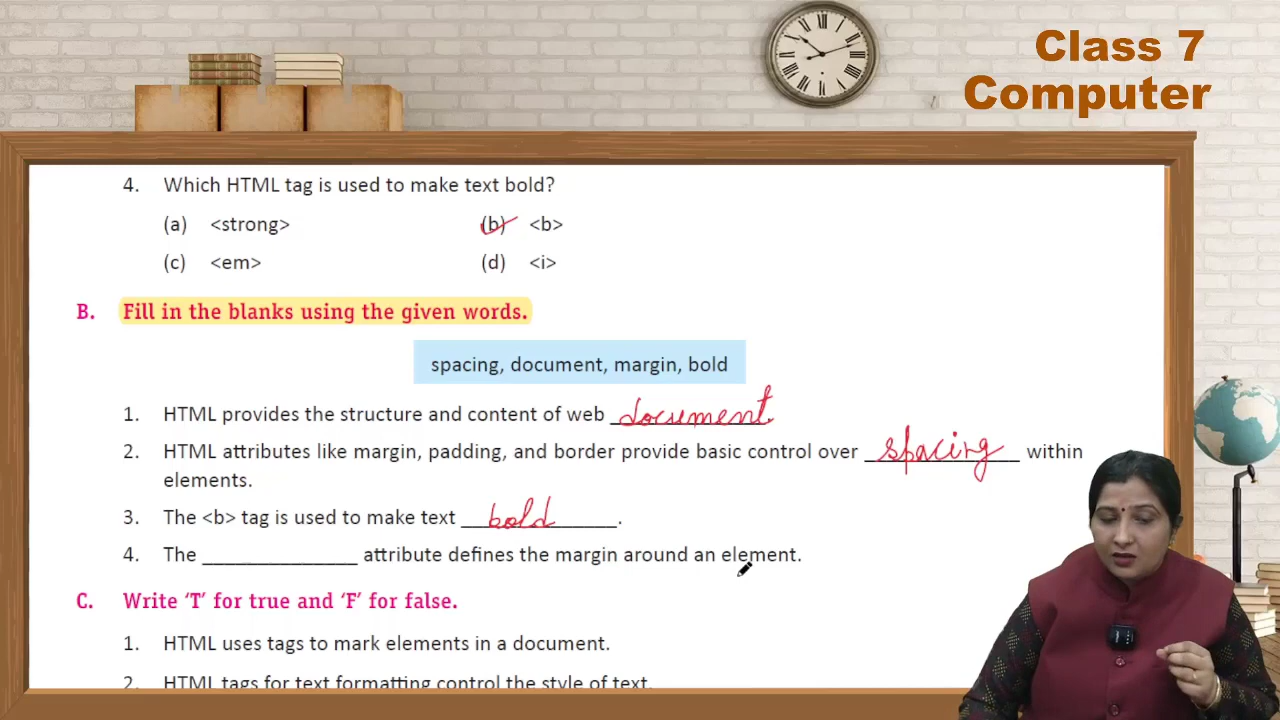 Class 7
Computer
4. Which HTML tag is used to make text bold?
(a) <strong> (b) <b>
(c) <em> (d) <i>
B. Fill in the blanks using the given words.
spacing, document, margin, bold
1. HTML provides the structure and content of web document.
2. HTML attributes like margin, padding, and border provide basic control over spacing within
elements.
3. The <b> tag is used to make text bold.
4. The ______________ attribute defines the margin around an element.
C. Write ‘T’ for true and ‘F’ for false.
1. HTML uses tags to mark elements in a document.
2. HTML tags for text formatting control the style of text.